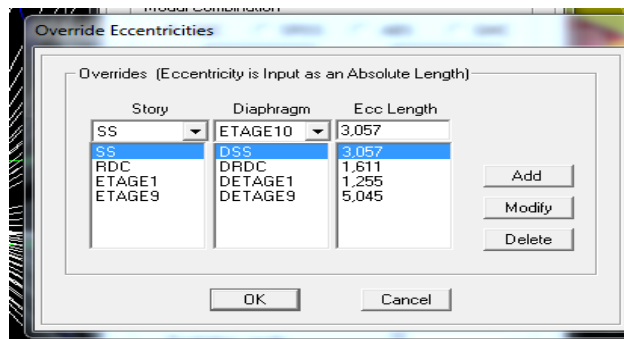 Modal Combination
Override Eccentricities
Overrides (Eccentricity is Input as an Absolute Length)
Story Diaphragm Ecc Length
SS ETAGE10 3,057
SS DSS 3,057
RDC DRDC 1,611
ETAGE1 DETAGE1 1,255
ETAGE9 DETAGE9 5,045
Add
Modify
Delete
OK Cancel